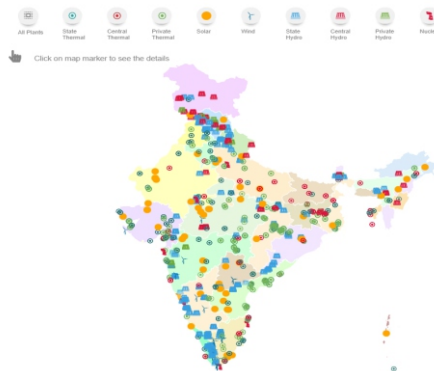 All Plants
State
Thermal
Central
Thermal
Private
Thermal
Solar
Wind
State
Hydro
Central
Hydro
Private
Hydro
Click on map marker to see the details